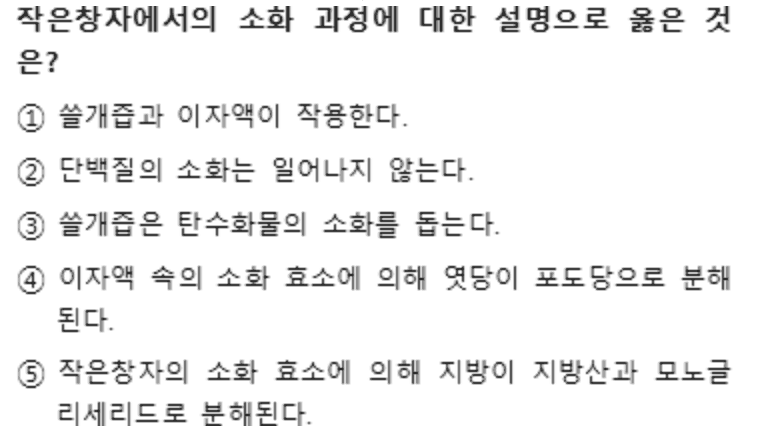 작은창자에서의 소화 과정에 대한 설명으로 옳은 것
은?
① 쓸개즙과 이자액이 작용한다.
② 단백질의 소화는 일어나지 않는다.
③ 쓸개즙은 탄수화물의 소화를 돕는다.
④ 이자액 속의 소화 효소에 의해 엿당이 포도당으로 분해
된다.
⑤ 작은창자의 소화 효소에 의해 지방이 지방산과 모노글
리세리드로 분해된다.